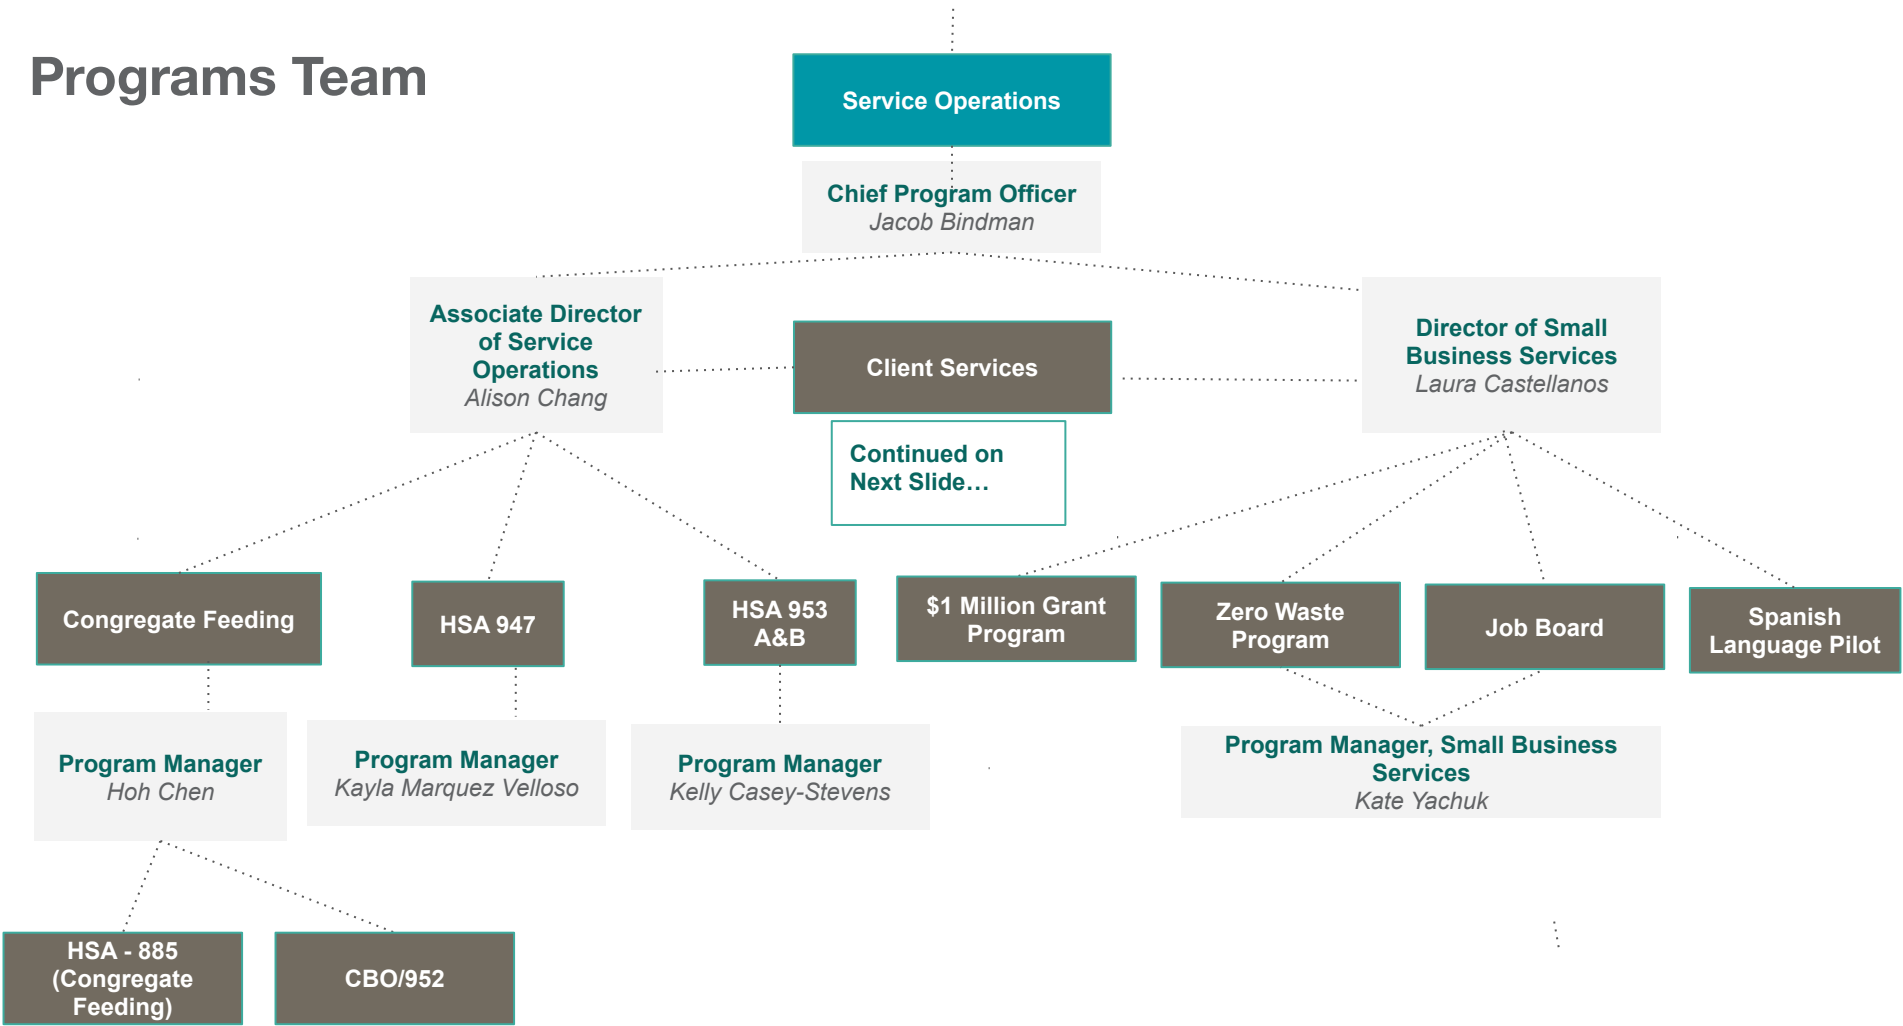 Programs Team
Service Operations
Chief Program Officer
Jacob Bindman
Associate Director
of Service
Operations
Alison Chang
Client Services
Director of Small
Business Services
Laura Castellanos
Continued on
Next Slide…
Congregate Feeding
HSA 947
HSA 953
A&B
$1 Million Grant
Program
Zero Waste
Program
Job Board
Spanish
Language Pilot
Program Manager
Hoh Chen
Program Manager
Kayla Marquez Velloso
Program Manager
Kelly Casey-Stevens
Program Manager, Small Business
Services
Kate Yachuk
HSA - 885
(Congregate
Feeding)
CBO/952